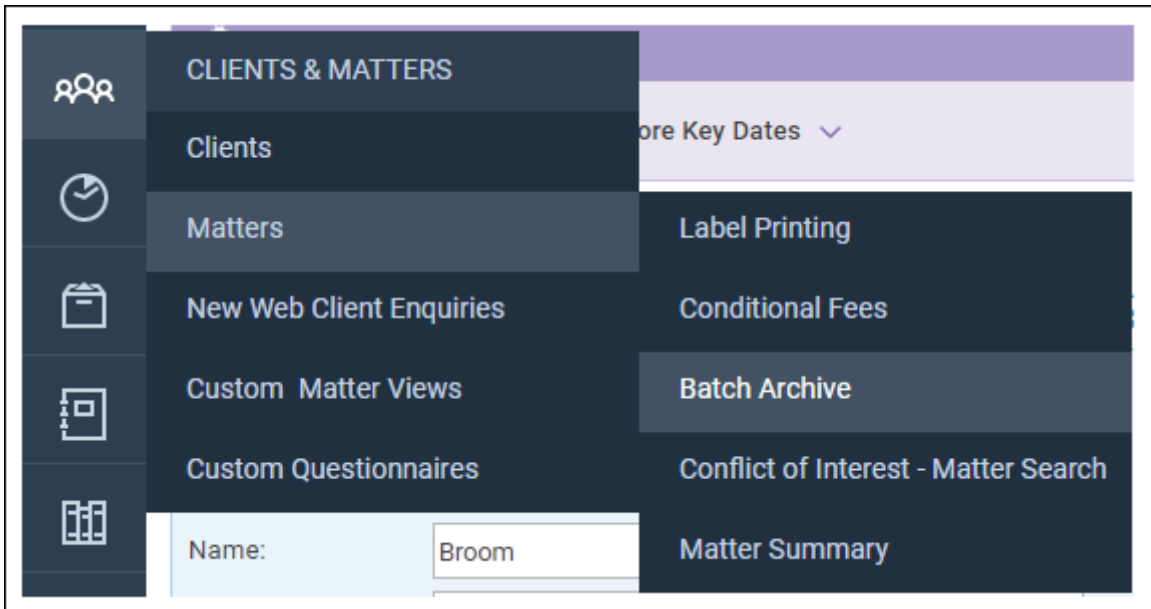 CLIENTS & MATTERS
ore Key Dates
Clients
Matters
Label Printing
New Web Client Enquiries
Conditional Fees
Custom Matter Views
Batch Archive
Custom Questionnaires
Conflict of Interest - Matter Search
Name:
Broom
Matter Summary